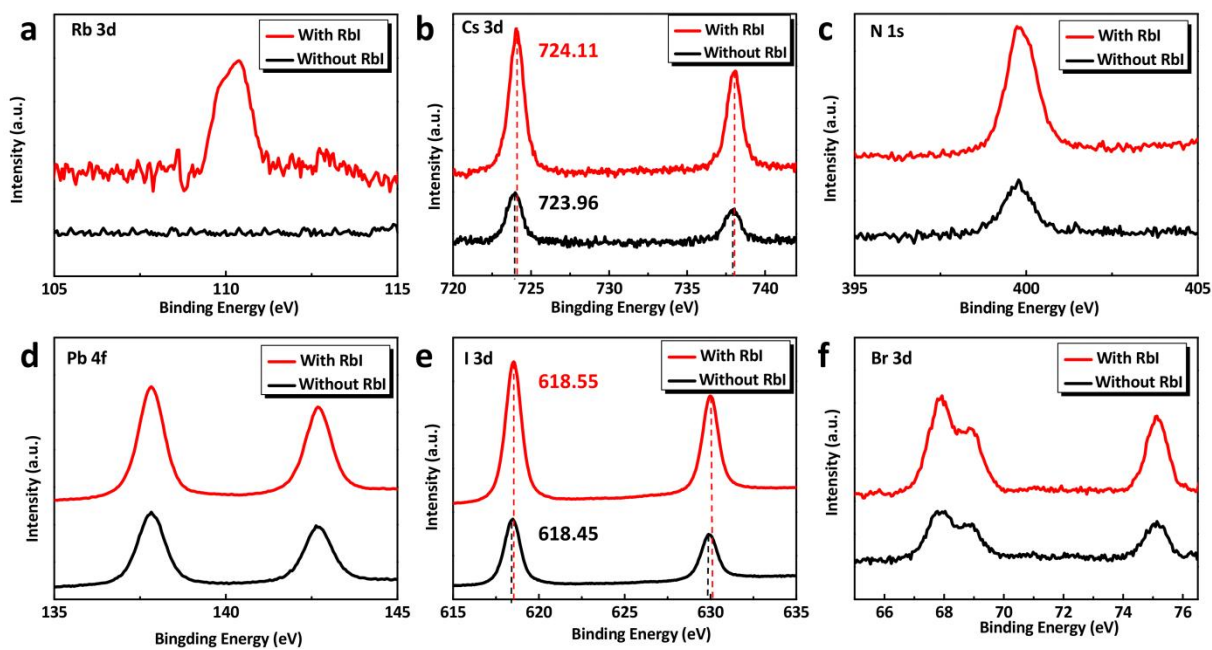 a
Rb 3d
With RbI
Without RbI
Intensity (a.u.)
105
110
115
Binding Energy (eV)
b
Cs 3d
With RbI
Without RbI
724.11
723.96
Intensity (a.u.)
720
725
730
735
740
Bingding Energy (eV)
c
N 1s
With RbI
Without RbI
Intensity (a.u.)
395
400
405
Binding Energy (eV)
d
Pb 4f
With RbI
Without RbI
Intensity (a.u.)
135
140
145
Bingding Energy (eV)
e
I 3d
With RbI
Without RbI
618.55
618.45
Intensity (a.u.)
615
620
625
630
635
Binding Energy (eV)
f
Br 3d
With RbI
Without RbI
Intensity (a.u.)
66
68
70
72
74
76
Binding Energy (eV)